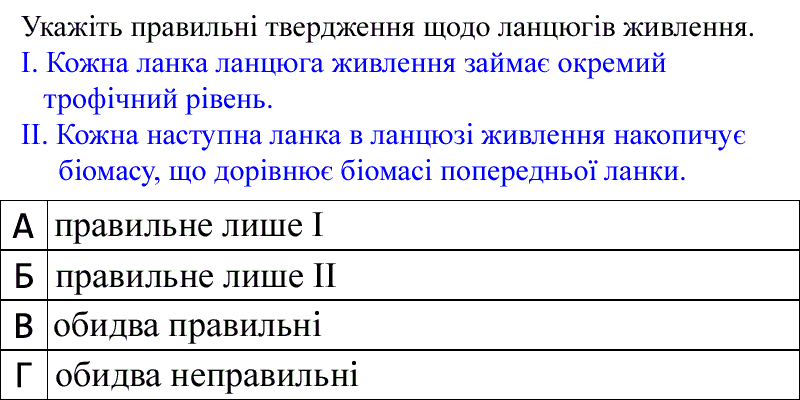 Укажіть правильні твердження щодо ланцюгів живлення.
I. Кожна ланка ланцюга живлення займає окремий
трофічний рівень.
II. Кожна наступна ланка в ланцюзі живлення накопичує
біомасу, що дорівнює біомасі попередньої ланки.
А правильне лише I
Б правильне лише II
В обидва правильні
Г обидва неправильні